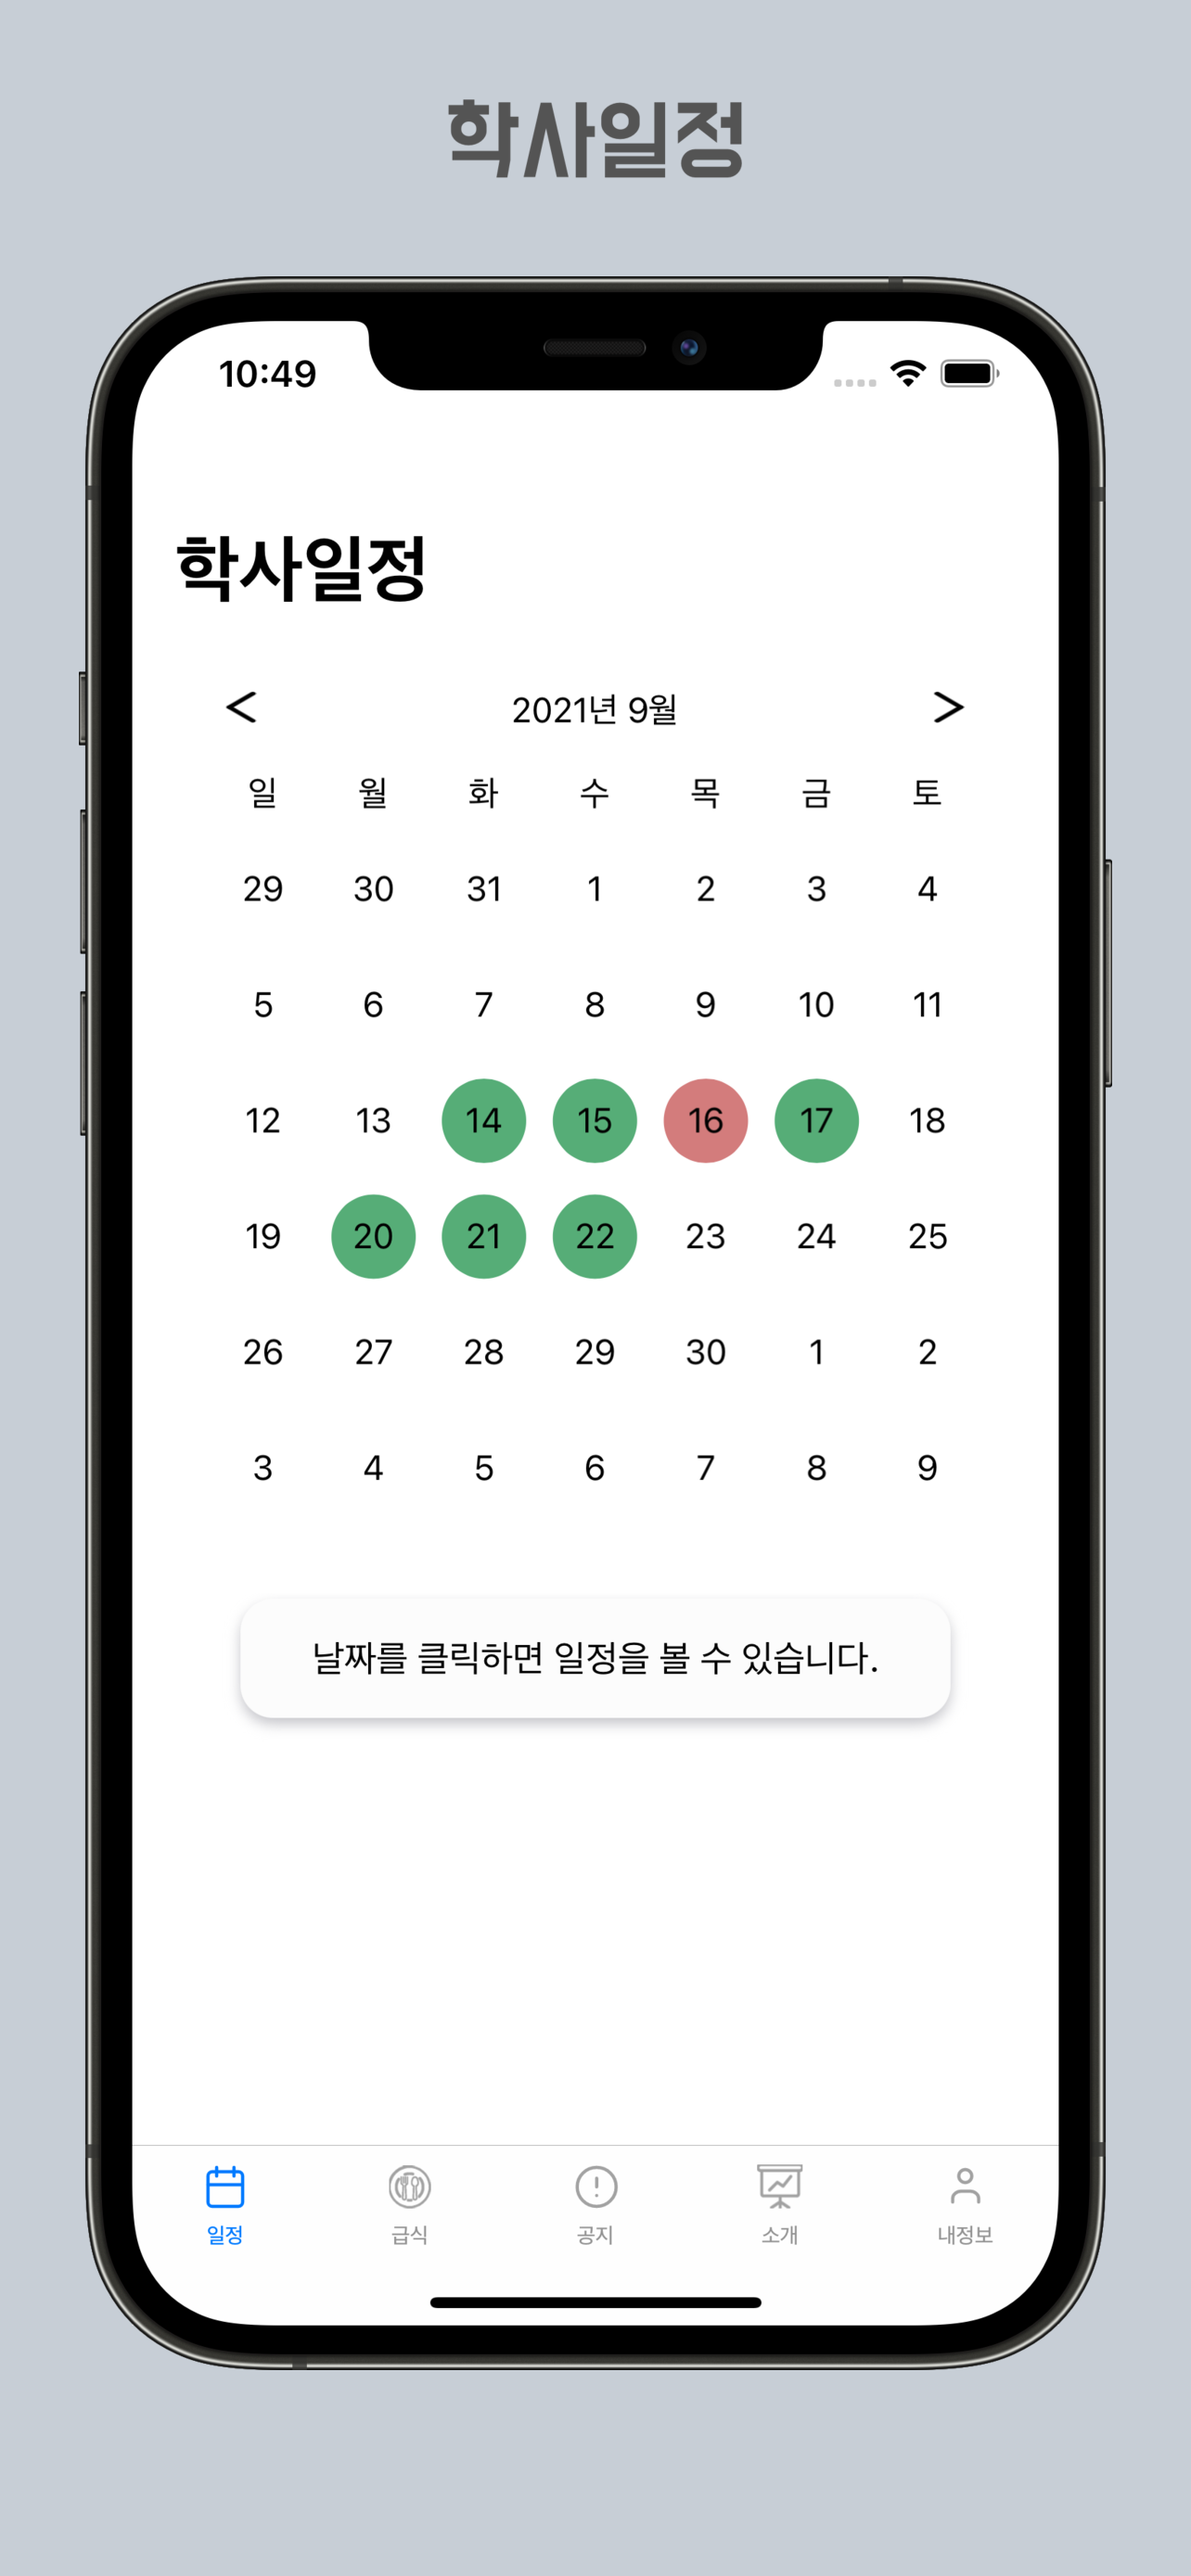 학사일정
10:49
학사일정
< 2021년 9월 >
일 월 화 수 목 금 토
29 30 31 1 2 3 4
5 6 7 8 9 10 11
12 13 14 15 16 17 18
19 20 21 22 23 24 25
26 27 28 29 30 1 2
3 4 5 6 7 8 9
날짜를 클릭하면 일정을 볼 수 있습니다.
일정 급식 공지 소개 내정보